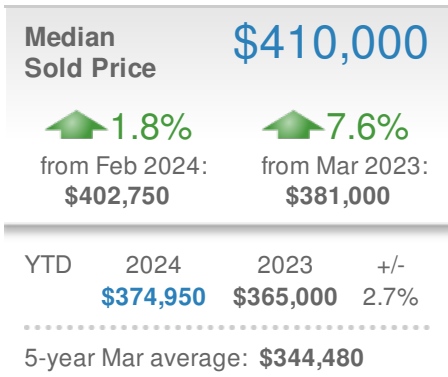 Median
Sold Price
$410,000
1.8%
from Feb 2024:
$402,750
7.6%
from Mar 2023:
$381,000
YTD 2024 2023 +/-
$374,950 $365,000 2.7%
5-year Mar average: $344,480